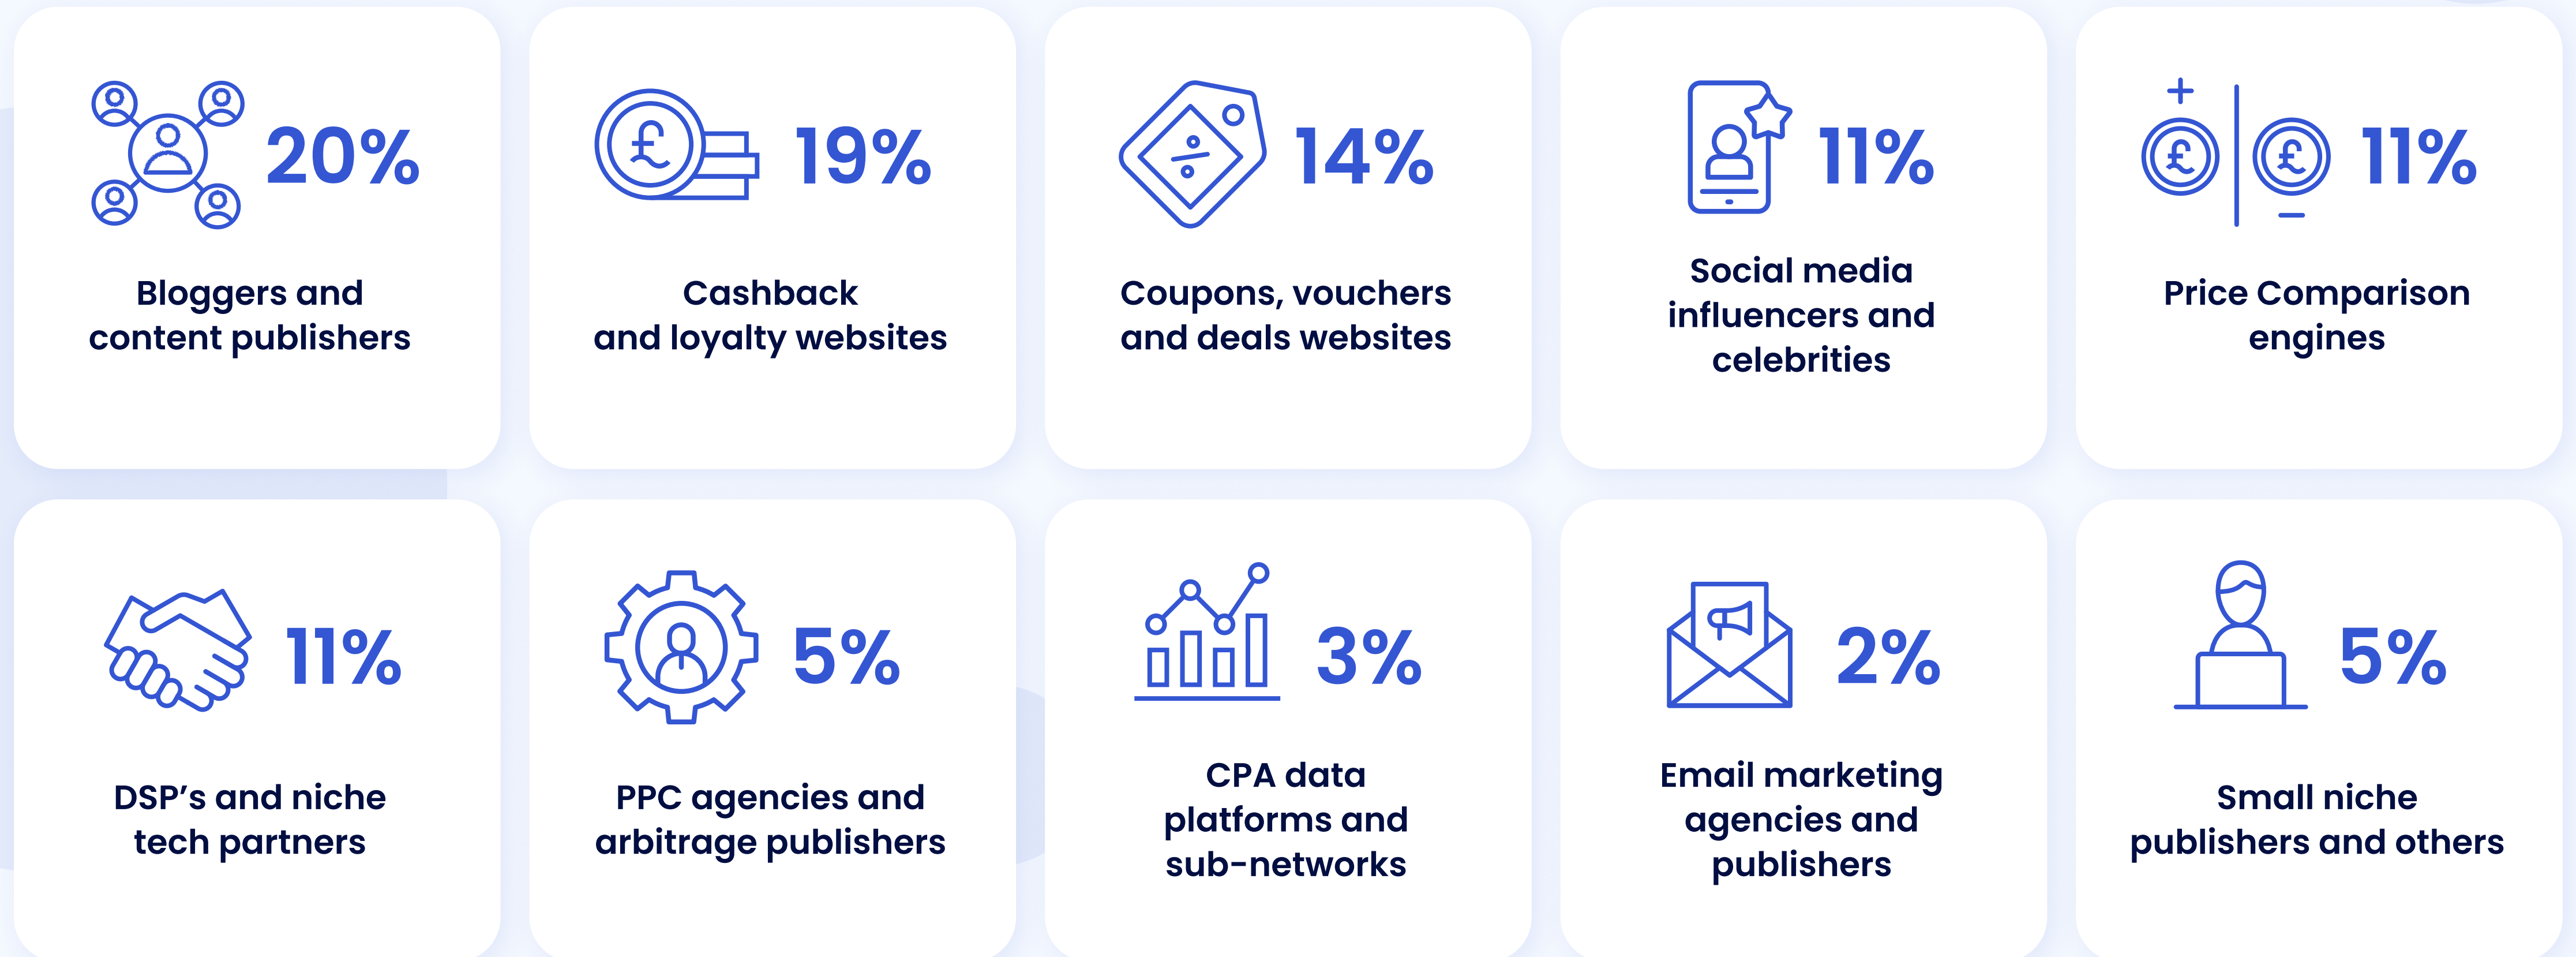 20%
Bloggers and
content publishers
19%
Cashback
and loyalty websites
14%
Coupons, vouchers
and deals websites
11%
Social media
influencers and
celebrities
11%
Price Comparison
engines
11%
DSP’s and niche
tech partners
5%
PPC agencies and
arbitrage publishers
3%
CPA data
platforms and
sub-networks
2%
Email marketing
agencies and
publishers
5%
Small niche
publishers and others